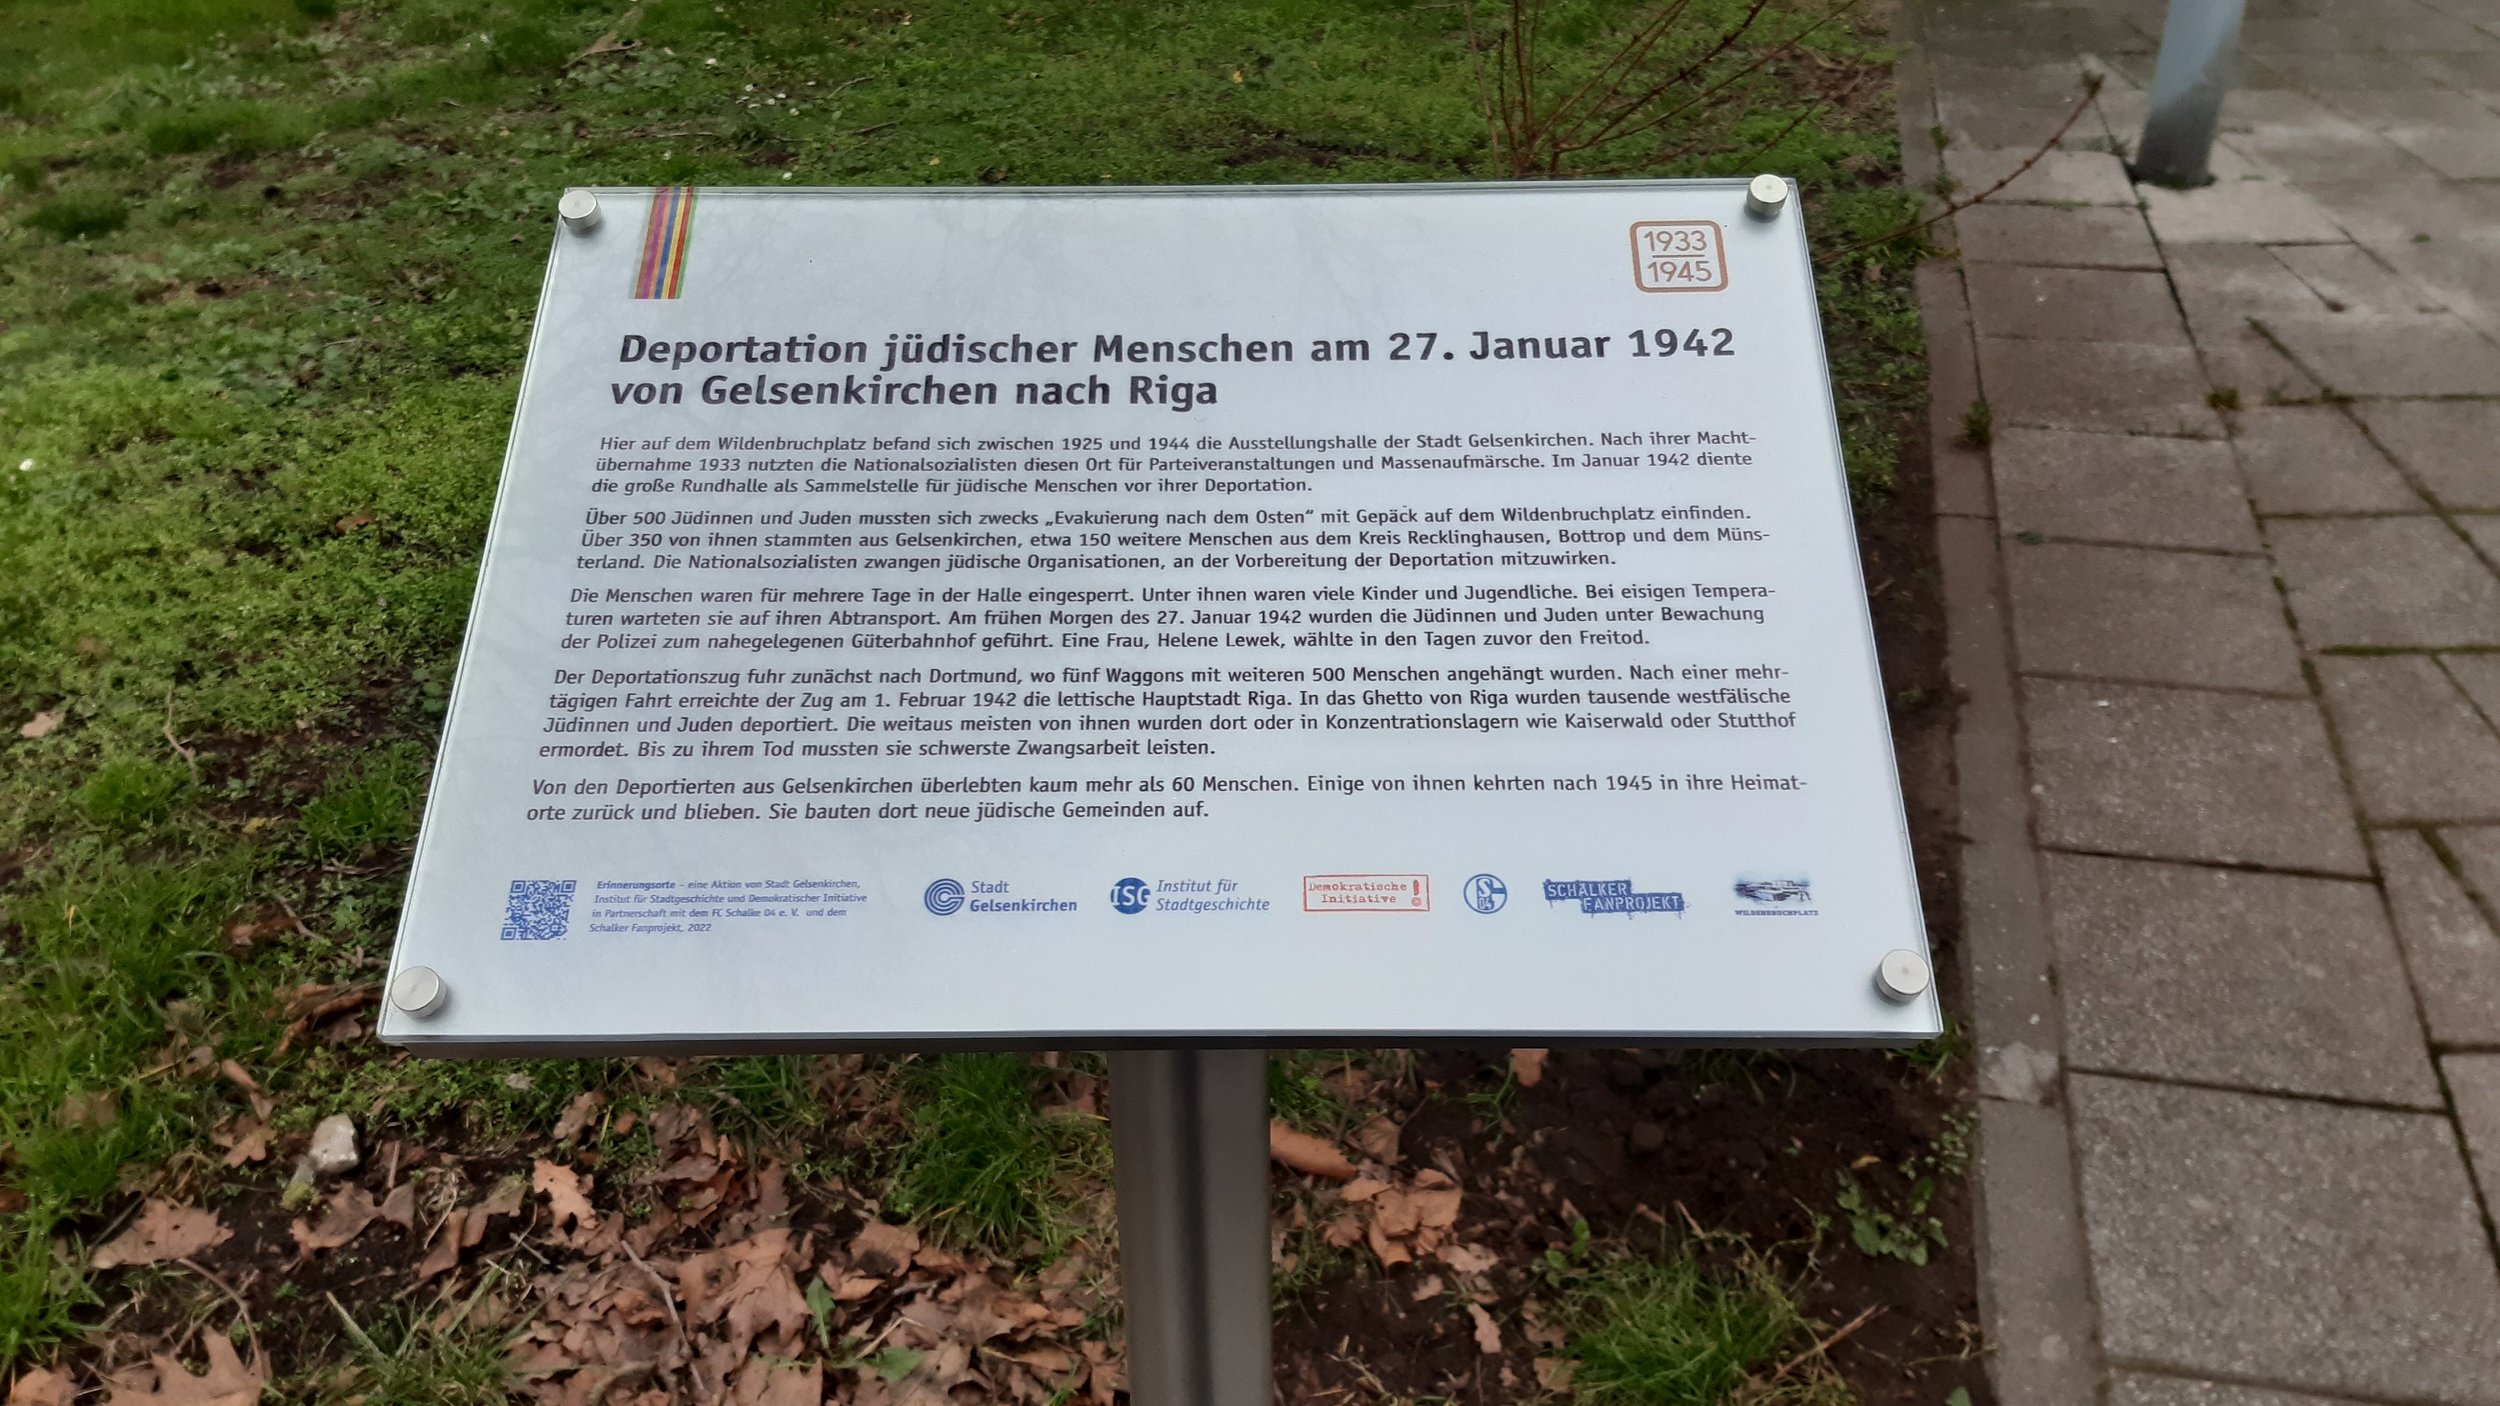 1933
1945
Deportation jüdischer Menschen am 27. Januar 1942
von Gelsenkirchen nach Riga
Hier auf dem Wildenbruchplatz befand sich zwischen 1925 und 1944 die Ausstellungshalle der Stadt Gelsenkirchen. Nach ihrer Macht-
übernahme 1933 nutzten die Nationalsozialisten diesen Ort für Parteiveranstaltungen und Massenaufmärsche. Im Januar 1942 diente
die große Rundhalle als Sammelstelle für jüdische Menschen vor ihrer Deportation.
Über 500 Jüdinnen und Juden mussten sich zwecks „Evakuierung nach dem Osten“ mit Gepäck auf dem Wildenbruchplatz einfinden.
Über 350 von ihnen stammten aus Gelsenkirchen, etwa 150 weitere Menschen aus dem Kreis Recklinghausen, Bottrop und dem Müns-
terland. Die Nationalsozialisten zwangen jüdische Organisationen, an der Vorbereitung der Deportation mitzuwirken.
Die Menschen waren für mehrere Tage in der Halle eingesperrt. Unter ihnen waren viele Kinder und Jugendliche. Bei eisigen Tempera-
turen warteten sie auf ihren Abtransport. Am frühen Morgen des 27. Januar 1942 wurden die Jüdinnen und Juden unter Bewachung
der Polizei zum nahegelegenen Güterbahnhof geführt. Eine Frau, Helene Lewek, wählte in den Tagen zuvor den Freitod.
Der Deportationszug fuhr zunächst nach Dortmund, wo fünf Waggons mit weiteren 500 Menschen angehängt wurden. Nach einer mehr-
tägigen Fahrt erreichte der Zug am 1. Februar 1942 die lettische Hauptstadt Riga. In das Ghetto von Riga wurden tausende westfälische
Jüdinnen und Juden deportiert. Die weitaus meisten von ihnen wurden dort oder in Konzentrationslagern wie Kaiserwald oder Stutthof
ermordet. Bis zu ihrem Tod mussten sie schwerste Zwangsarbeit leisten.
Von den Deportierten aus Gelsenkirchen überlebten kaum mehr als 60 Menschen. Einige von ihnen kehrten nach 1945 in ihre Heimat-
orte zurück und blieben. Sie bauten dort neue jüdische Gemeinden auf.
Erinnerungsorte – eine Aktion von Stadt Gelsenkirchen,
Institut für Stadtgeschichte und Demokratischer Initiative
in Partnerschaft mit dem FC Schalke 04 e. V. und dem
Schalker Fanprojekt, 2022
Stadt
Gelsenkirchen
ISG
Institut für
Stadtgeschichte
Demokratische
Initiative
S
04
SCHALKER
FANPROJEKT
WILDENBRUCHPLATZ